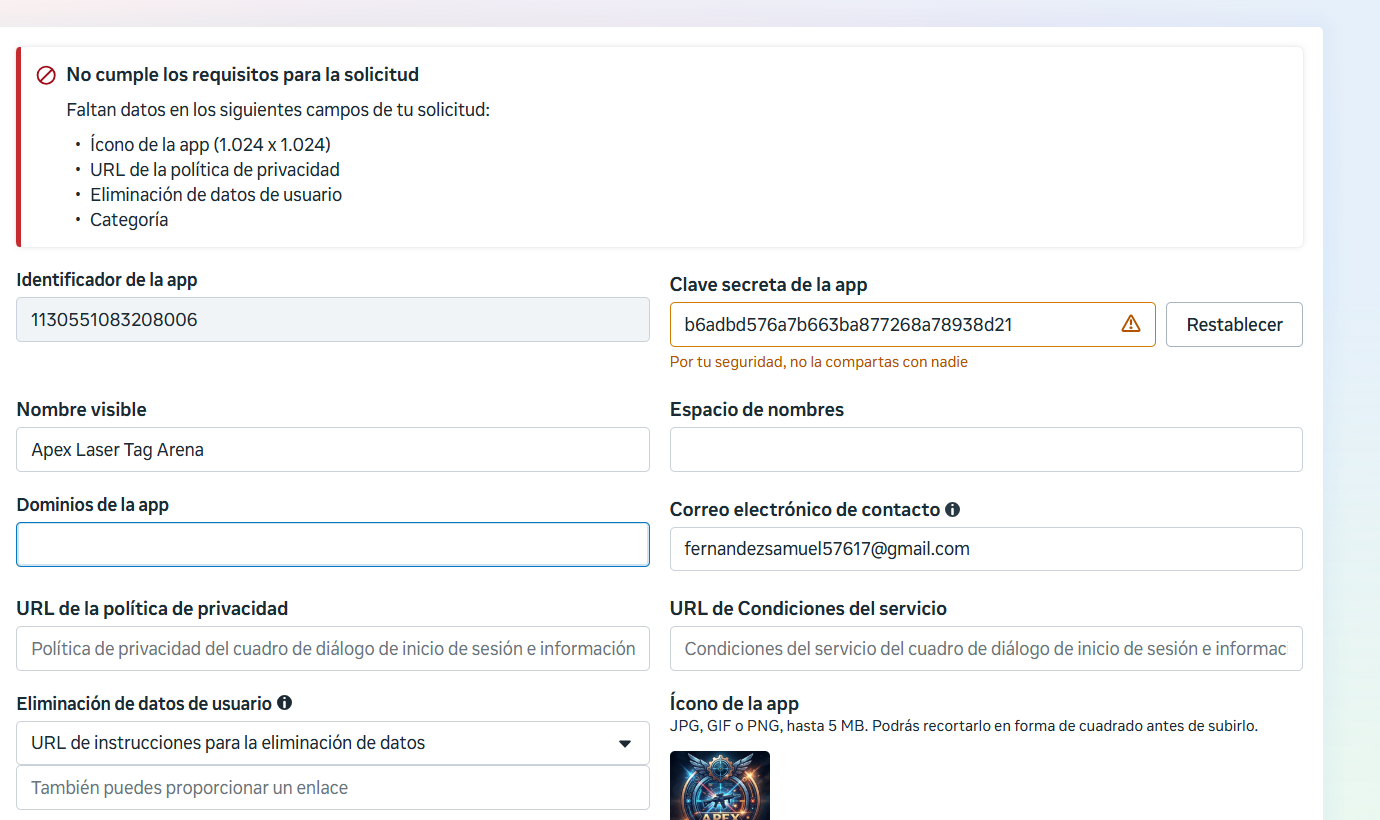 No cumple los requisitos para la solicitud
Faltan datos en los siguientes campos de tu solicitud:
• Ícono de la app (1.024 x 1.024)
• URL de la política de privacidad
• Eliminación de datos de usuario
• Categoría
Identificador de la app
1130551083208006
Clave secreta de la app
b6adbd576a7b663ba877268a78938d21
Restablecer
Por tu seguridad, no la compartas con nadie
Nombre visible
Apex Laser Tag Arena
Espacio de nombres
Dominios de la app
Correo electrónico de contacto
fernandezsamuel57617@gmail.com
URL de la política de privacidad
Política de privacidad del cuadro de diálogo de inicio de sesión e información
URL de Condiciones del servicio
Condiciones del servicio del cuadro de diálogo de inicio de sesión e informac
Eliminación de datos de usuario
URL de instrucciones para la eliminación de datos
También puedes proporcionar un enlace
Ícono de la app
JPG, GIF o PNG, hasta 5 MB. Podrás recortarlo en forma de cuadrado antes de subirlo.
APEX